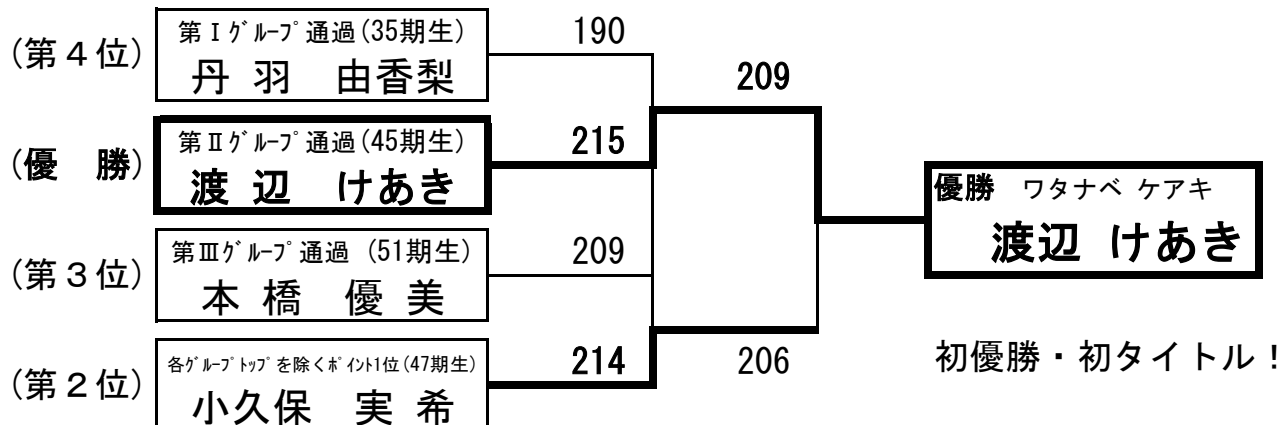 (第４位)
第Ⅰｸﾞﾙｰﾌﾟ通過(35期生)
丹 羽　由香梨
190
(優　勝)
第Ⅱｸﾞﾙｰﾌﾟ通過(45期生)
渡 辺　けあき
215
(第３位)
第Ⅲｸﾞﾙｰﾌﾟ通過 (51期生)
本 橋　優 美
209
(第２位)
各ｸﾞﾙｰﾌﾟﾄｯﾌﾟを除くﾎﾟｲﾝﾄ1位(47期生)
小久保　実 希
214
209
206
優勝　ワタナベ ケアキ
渡辺 けあき
初優勝・初タイトル！